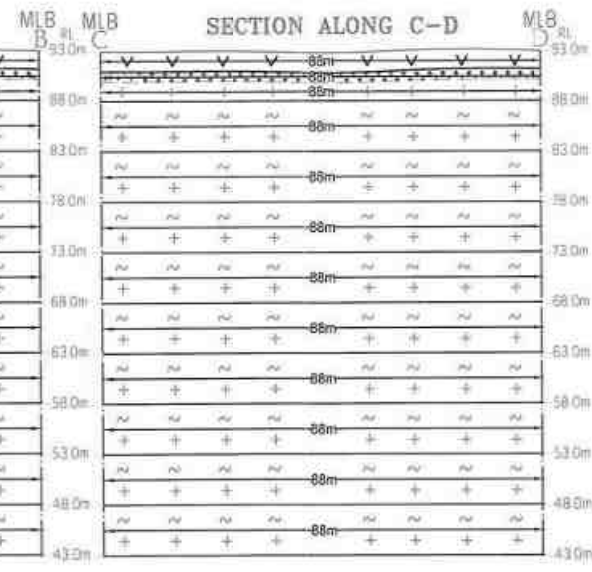 MLB MLB SECTION ALONG C-D MLB
B RL C D RL
93.0m 93.0m
88m
88m
88m
88.0m 88.0m
88m
83.0m 83.0m
88m
78.0m 78.0m
88m
73.0m 73.0m
88m
68.0m 68.0m
88m
63.0m 63.0m
88m
58.0m 58.0m
88m
53.0m 53.0m
88m
48.0m 48.0m
88m
43.0m 43.0m